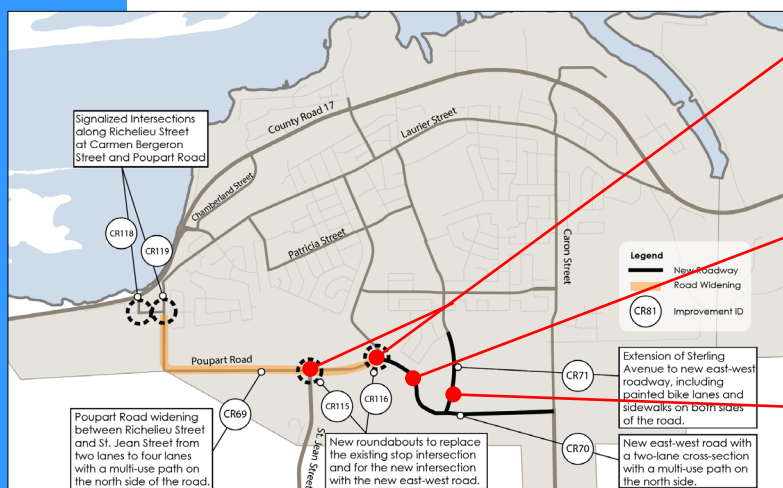 Signalized Intersections
along Richelieu Street
at Carmen Bergeron
Street and Poupart Road
County Road 17
Laurier Street
Chamberland Street
Patricia Street
CR118
CR119
Caron Street
Legend
New Roadway
Road Widening
CR81
Improvement ID
Poupart Road
CR69
CR115
CR116
St. Jean Street
CR71
CR70
Extension of Sterling
Avenue to new east-west
roadway, including
painted bike lanes and
sidewalks on both sides
of the road.
Poupart Road widening
between Richelieu Street
and St. Jean Street from
two lanes to four lanes
with a multi-use path on
the north side of the road.
New roundabouts to replace
the existing stop intersection
and for the new intersection
with the new east-west road.
New east-west road with
a two-lane cross-section
with a multi-use path on
the north side.